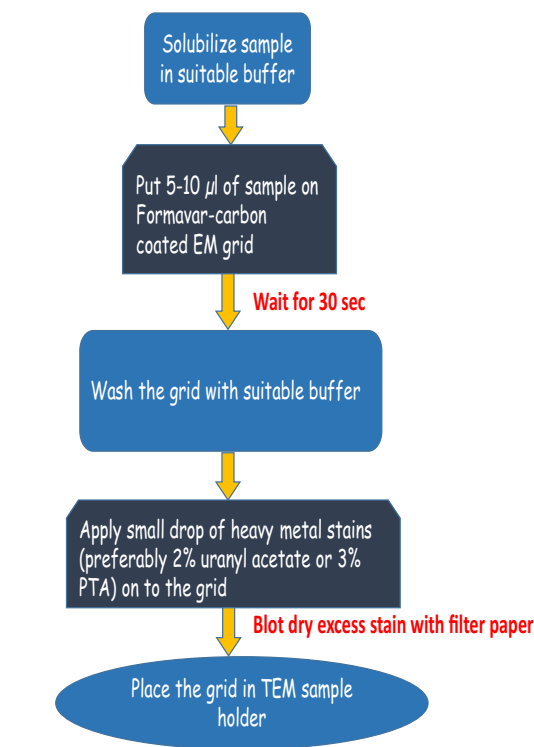 Solubilize sample
in suitable buffer
Put 5-10 µl of sample on
Formavar-carbon
coated EM grid
Wait for 30 sec
Wash the grid with suitable buffer
Apply small drop of heavy metal stains
(preferably 2% uranyl acetate or 3%
PTA) on to the grid
Blot dry excess stain with filter paper
Place the grid in TEM sample
holder